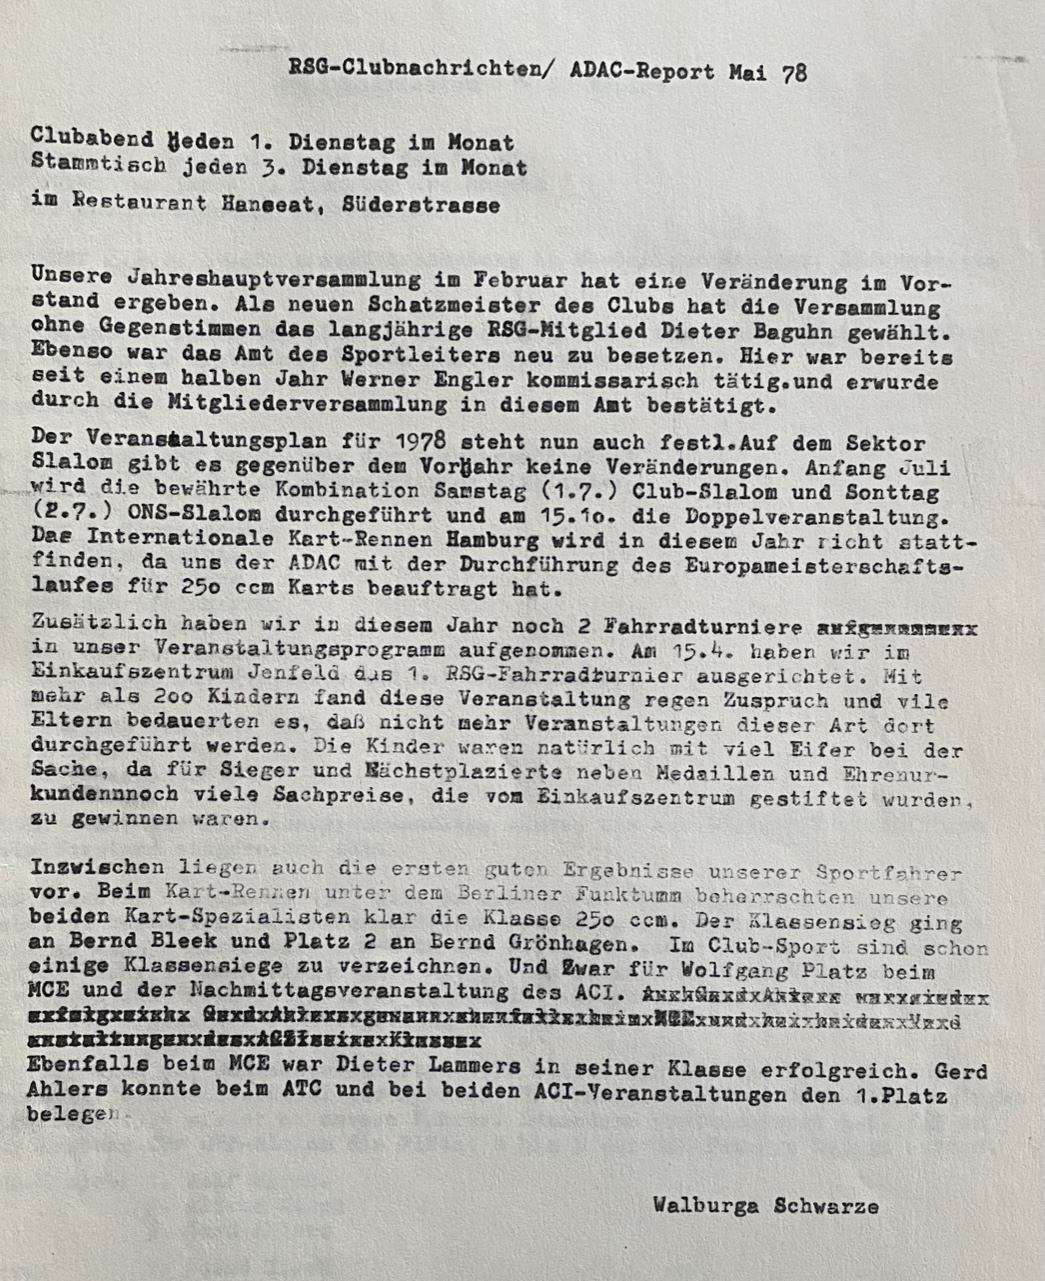 RSG-Clubnachrichten/ ADAC-Report Mai 78
Clubabend jeden 1. Dienstag im Monat
Stammtisch jeden 3. Dienstag im Monat
im Restaurant Hanseat, Süderstrasse
Unsere Jahreshauptversammlung im Februar hat eine Veränderung im Vor-
stand ergeben. Als neuen Schatzmeister des Clubs hat die Versammlung
ohne Gegenstimmen das langjährige RSG-Mitglied Dieter Baguhn gewählt.
Ebenso war das Amt des Sportleiters neu zu besetzen. Hier war bereits
seit einem halben Jahr Werner Engler kommissarisch tätig.und erwurde
durch die Mitgliederversammlung in diesem Amt bestätigt.
Der Veranstaltungsplan für 1978 steht nun auch festl.Auf dem Sektor
Slalom gibt es gegenüber dem Vorjahr keine Veränderungen. Anfang Juli
wird die bewährte Kombination Samstag (1.7.) Club-Slalom und Sonttag
(2.7.) ONS-Slalom durchgeführt und am 15.10. die Doppelveranstaltung.
Das Internationale Kart-Rennen Hamburg wird in diesem Jahr nicht statt-
finden, da uns der ADAC mit der Durchführung des Europameisterschafts-
laufes für 250 ccm Karts beauftragt hat.
Zusätzlich haben wir in diesem Jahr noch 2 Fahrradturniere
in unser Veranstaltungsprogramm aufgenommen. Am 15.4. haben wir im
Einkaufszentrum Jenfeld das 1. RSG-Fahrradturnier ausgerichtet. Mit
mehr als 200 Kindern fand diese Veranstaltung regen Zuspruch und vile
Eltern bedauerten es, daß nicht mehr Veranstaltungen dieser Art dort
durchgeführt werden. Die Kinder waren natürlich mit viel Eifer bei der
Sache, da für Sieger und Nächstplazierte neben Medaillen und Ehrenur-
kundennnoch viele Sachpreise, die vom Einkaufszentrum gestiftet wurden,
zu gewinnen waren.
Inzwischen liegen auch die ersten guten Ergebnisse unserer Sportfahrer
vor. Beim Kart-Rennen unter dem Berliner Funktumm beherrschten unsere
beiden Kart-Spezialisten klar die Klasse 250 ccm. Der Klassensieg ging
an Bernd Bleek und Platz 2 an Bernd Grönhagen. Im Club-Sport sind schon
einige Klassensiege zu verzeichnen. Und Zwar für Wolfgang Platz beim
MCE und der Nachmittagsveranstaltung des ACI.
Ebenfalls beim MCE war Dieter Lammers in seiner Klasse erfolgreich. Gerd
Ahlers konnte beim ATC und bei beiden ACI-Veranstaltungen den 1.Platz
belegen.
Walburga Schwarze